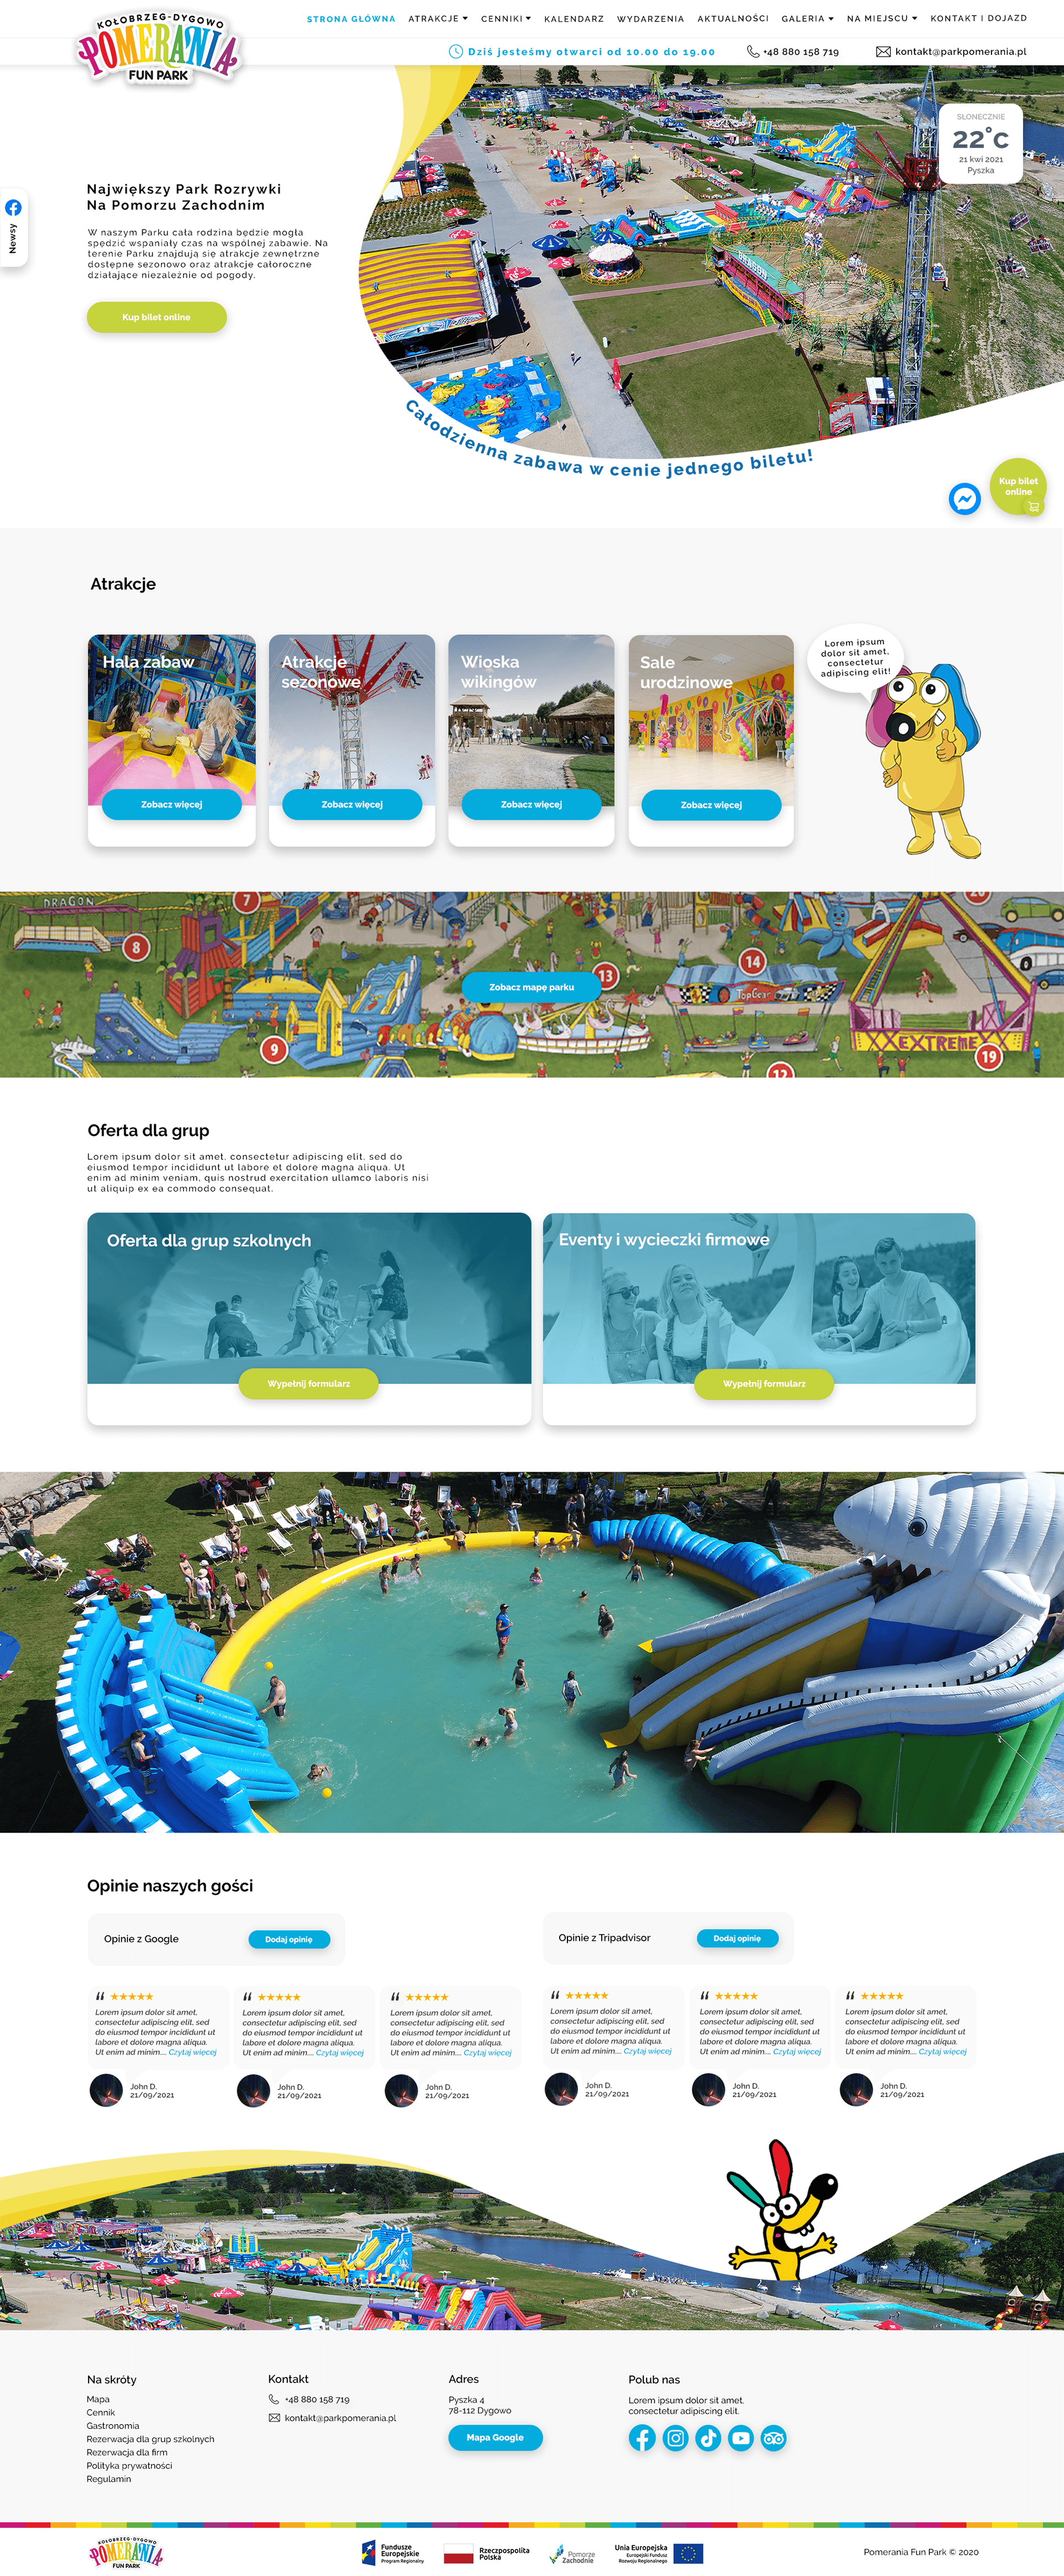 KOŁOBRZEG-DYGOWO
POMERANIA
FUN PARK
STRONA GŁÓWNA
ATRAKCJE
CENNIKI
KALENDARZ
WYDARZENIA
AKTUALNOŚCI
GALERIA
NA MIEJSCU
KONTAKT I DOJAZD
Dziś jesteśmy otwarci od 10.00 do 19.00
+48 880 158 719
kontakt@parkpomerania.pl
SŁONECZNIE
22°C
21 kwi 2021
Pyszka
Newsy
Największy Park Rozrywki
Na Pomorzu Zachodnim
W naszym Parku cała rodzina będzie mogła
spędzić wspaniały czas na wspólnej zabawie. Na
terenie Parku znajdują się atrakcje zewnętrzne
dostępne sezonowo oraz atrakcje całoroczne
działające niezależnie od pogody.
Kup bilet online
DRAGON
Całodzienna zabawa w cenie jednego biletu!
Kup bilet
online
Atrakcje
Hala zabaw
Zobacz więcej
Atrakcje
sezonowe
Zobacz więcej
Wioska
wikingów
Zobacz więcej
Sale
urodzinowe
Zobacz więcej
Lorem ipsum
dolor sit amet,
consectetur
adipiscing elit!
DRAGON
7
8
9
13
14
TopGear
12
EXTREME
19
20
Zobacz mapę parku
Oferta dla grup
Lorem ipsum dolor sit amet, consectetur adipiscing elit, sed do
eiusmod tempor incididunt ut labore et dolore magna aliqua. Ut
enim ad minim veniam, quis nostrud exercitation ullamco laboris nisi
ut aliquip ex ea commodo consequat.
Oferta dla grup szkolnych
Wypełnij formularz
Eventy i wycieczki firmowe
Wypełnij formularz
Opinie naszych gości
Opinie z Google
Dodaj opinię
Opinie z Tripadvisor
Dodaj opinię
Lorem ipsum dolor sit amet,
consectetur adipiscing elit, sed
do eiusmod tempor incididunt ut
labore et dolore magna aliqua.
Ut enim ad minim.... Czytaj więcej
John D.
21/09/2021
Lorem ipsum dolor sit amet,
consectetur adipiscing elit, sed
do eiusmod tempor incididunt ut
labore et dolore magna aliqua.
Ut enim ad minim.... Czytaj więcej
John D.
21/09/2021
Lorem ipsum dolor sit amet,
consectetur adipiscing elit, sed
do eiusmod tempor incididunt ut
labore et dolore magna aliqua.
Ut enim ad minim.... Czytaj więcej
John D.
21/09/2021
Lorem ipsum dolor sit amet,
consectetur adipiscing elit, sed
do eiusmod tempor incididunt ut
labore et dolore magna aliqua.
Ut enim ad minim.... Czytaj więcej
John D.
21/09/2021
Lorem ipsum dolor sit amet,
consectetur adipiscing elit, sed
do eiusmod tempor incididunt ut
labore et dolore magna aliqua.
Ut enim ad minim.... Czytaj więcej
John D.
21/09/2021
Lorem ipsum dolor sit amet,
consectetur adipiscing elit, sed
do eiusmod tempor incididunt ut
labore et dolore magna aliqua.
Ut enim ad minim.... Czytaj więcej
John D.
21/09/2021
Na skróty
Mapa
Cennik
Gastronomia
Rezerwacja dla grup szkolnych
Rezerwacja dla firm
Polityka prywatności
Regulamin
Kontakt
+48 880 158 719
kontakt@parkpomerania.pl
Adres
Pyszka 4
78-112 Dygowo
Mapa Google
Polub nas
Lorem ipsum dolor sit amet,
consectetur adipiscing elit.
KOŁOBRZEG-DYGOWO
POMERANIA
FUN PARK
Fundusze
Europejskie
Program Regionalny
Rzeczpospolita
Polska
Pomorze
Zachodnie
Unia Europejska
Europejski Fundusz
Rozwoju Regionalnego
Pomerania Fun Park © 2020